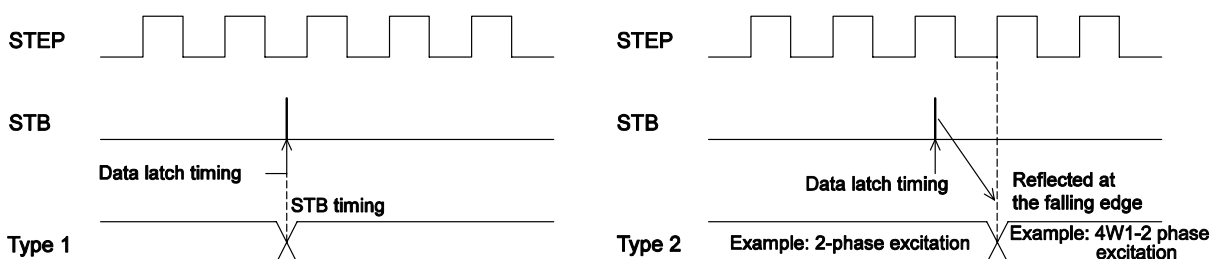 STEP
STB
Data latch timing
STB timing
Type 1
STEP
STB
Data latch timing
Reflected at
the falling edge
Type 2
Example: 2-phase excitation
Example: 4W1-2 phase
excitation